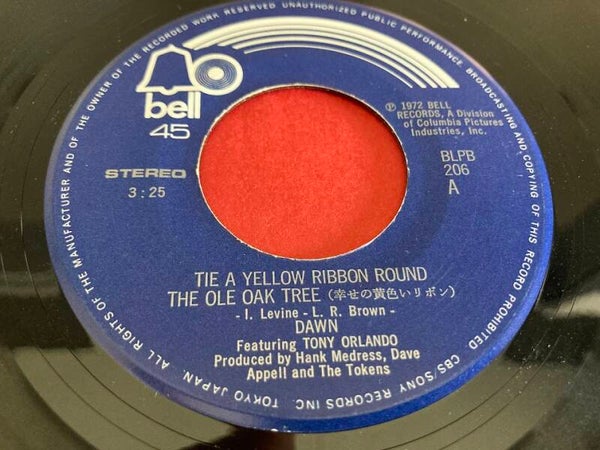 ALL RIGHTS OF THE MANUFACTURER AND OF THE OWNER OF THE RECORDED WORK RESERVED UNAUTHORIZED PUBLIC PERFORMANCE BROADCASTING AND COPYING OF THIS RECORD PROHIBITED
bell
45
STEREO
3:25
Ⓟ 1972 BELL
RECORDS, A Division
of Columbia Pictures
Industries, Inc.
BLPB
206
A
TIE A YELLOW RIBBON ROUND
THE OLE OAK TREE (幸せの黄色いリボン)
- I. Levine - L. R. Brown -
DAWN
Featuring TONY ORLANDO
Produced by Hank Medress, Dave
Appell and The Tokens
CBS/SONY RECORDS INC. TOKYO JAPAN.